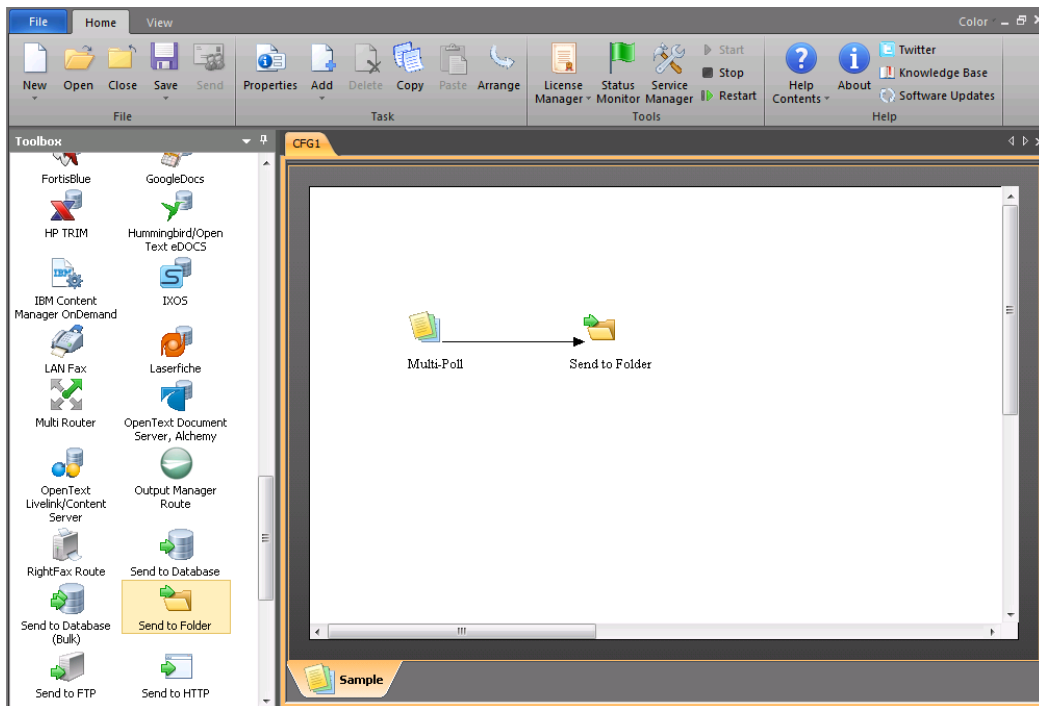 File
Home
View
Color
New
Open
Close
Save
Send
Properties
Add
Delete
Copy
Paste
Arrange
License
Manager
Status
Monitor
Service
Manager
Start
Stop
Restart
Help
Contents
About
Twitter
Knowledge Base
Software Updates
File
Task
Tools
Help
Toolbox
CFG1
FortisBlue
GoogleDocs
HP TRIM
Hummingbird/Open
Text eDOCS
IBM
IBM Content
Manager OnDemand
IXOS
LAN Fax
Laserfiche
Multi Router
OpenText Document
Server, Alchemy
OpenText
Livelink/Content
Server
Output Manager
Route
RightFax Route
Send to Database
Send to Database
(Bulk)
Send to Folder
Send to FTP
Send to HTTP
Multi-Poll
Send to Folder
Sample